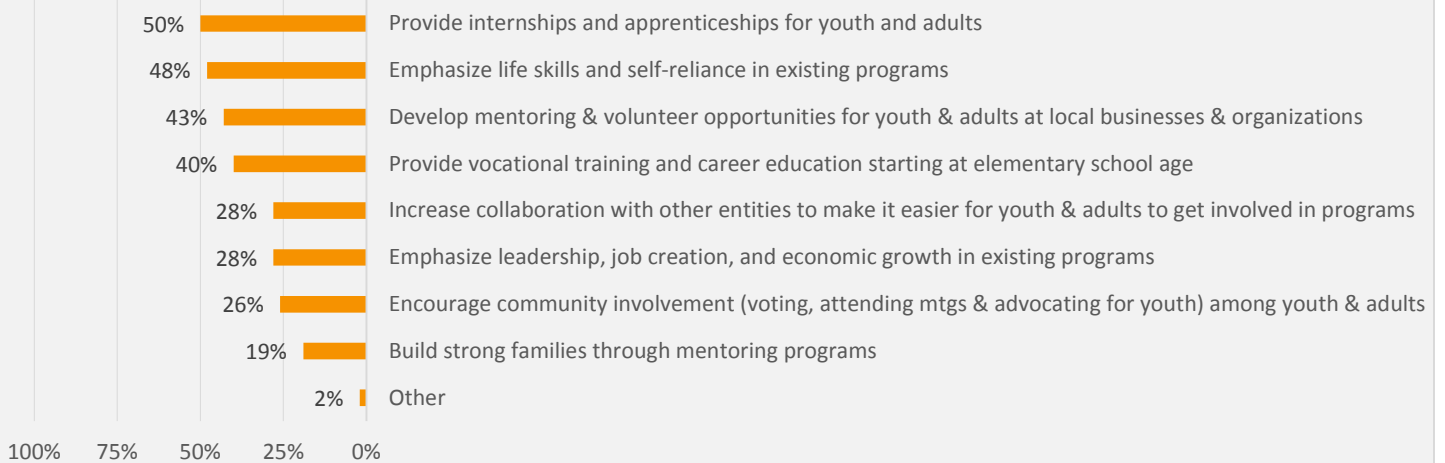 50% Provide internships and apprenticeships for youth and adults
48% Emphasize life skills and self-reliance in existing programs
43% Develop mentoring & volunteer opportunities for youth & adults at local businesses & organizations
40% Provide vocational training and career education starting at elementary school age
28% Increase collaboration with other entities to make it easier for youth & adults to get involved in programs
28% Emphasize leadership, job creation, and economic growth in existing programs
26% Encourage community involvement (voting, attending mtgs & advocating for youth) among youth & adults
19% Build strong families through mentoring programs
2% Other
100% 75% 50% 25% 0%